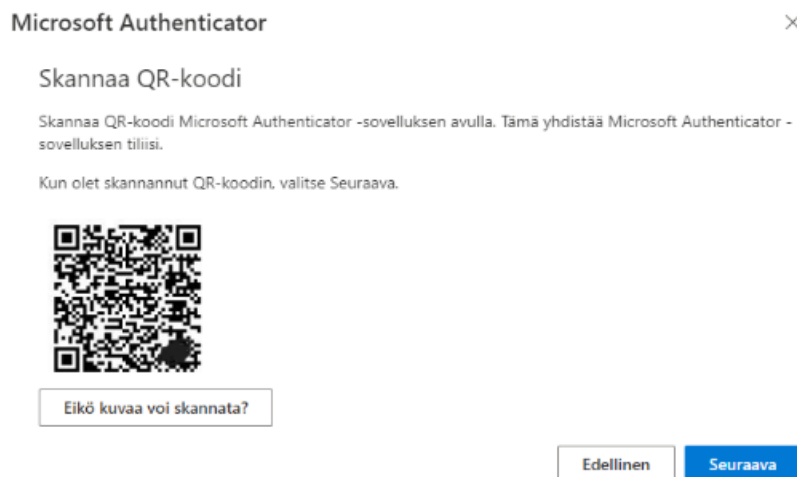 Microsoft Authenticator
Skannaa QR-koodi
Skannaa QR-koodi Microsoft Authenticator -sovelluksen avulla. Tämä yhdistää Microsoft Authenticator -
sovelluksen tiliisi.
Kun olet skannannut QR-koodin, valitse Seuraava.
Eikö kuvaa voi skannata?
Edellinen
Seuraava